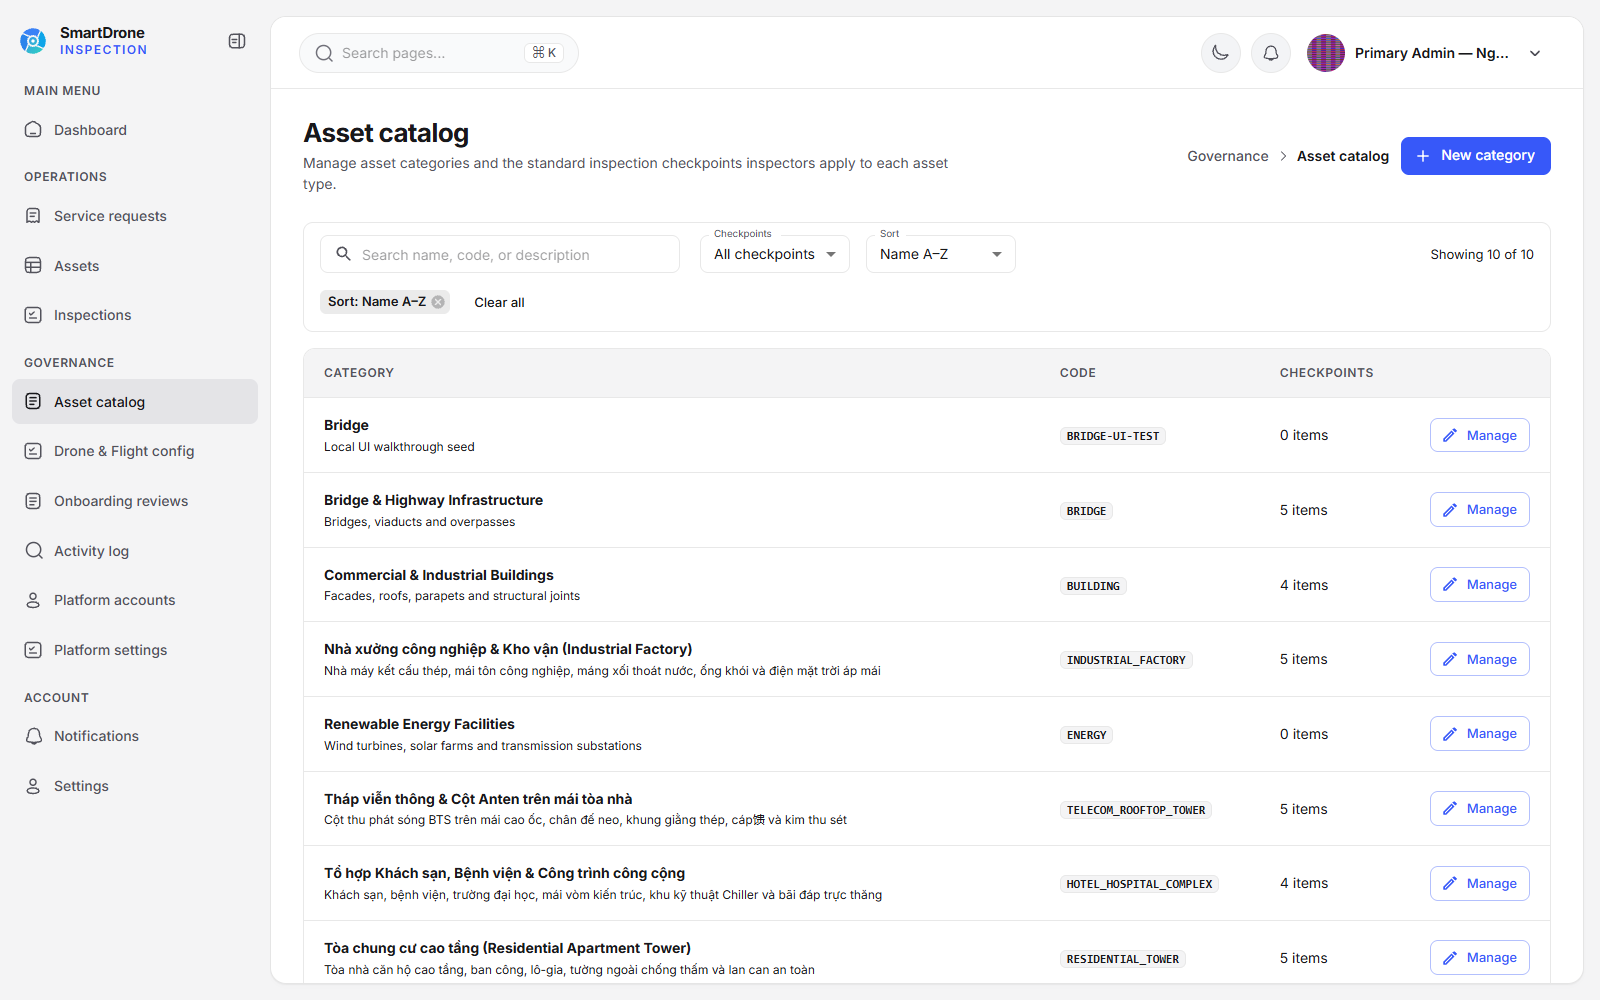 SmartDrone
INSPECTION
MAIN MENU
Dashboard
OPERATIONS
Service requests
Assets
Inspections
GOVERNANCE
Asset catalog
Drone & Flight config
Onboarding reviews
Activity log
Platform accounts
Platform settings
ACCOUNT
Notifications
Settings
Search pages...
⌘ K
Primary Admin — Ng...
Asset catalog
Manage asset categories and the standard inspection checkpoints inspectors apply to each asset
type.
Governance > Asset catalog
+ New category
Search name, code, or description
Checkpoints
All checkpoints
Sort
Name A–Z
Showing 10 of 10
Sort: Name A–Z
Clear all
CATEGORY CODE CHECKPOINTS
Bridge
Local UI walkthrough seed
BRIDGE-UI-TEST
0 items
Manage
Bridge & Highway Infrastructure
Bridges, viaducts and overpasses
BRIDGE
5 items
Manage
Commercial & Industrial Buildings
Facades, roofs, parapets and structural joints
BUILDING
4 items
Manage
Nhà xưởng công nghiệp & Kho vận (Industrial Factory)
Nhà máy kết cấu thép, mái tôn công nghiệp, máng xối thoát nước, ống khói và điện mặt trời áp mái
INDUSTRIAL_FACTORY
5 items
Manage
Renewable Energy Facilities
Wind turbines, solar farms and transmission substations
ENERGY
0 items
Manage
Tháp viễn thông & Cột Anten trên mái tòa nhà
Cột thu phát sóng BTS trên mái cao ốc, chân đế neo, khung giằng thép, cáp馈 và kim thu sét
TELECOM_ROOFTOP_TOWER
5 items
Manage
Tổ hợp Khách sạn, Bệnh viện & Công trình công cộng
Khách sạn, bệnh viện, trường đại học, mái vòm kiến trúc, khu kỹ thuật Chiller và bãi đáp trực thăng
HOTEL_HOSPITAL_COMPLEX
4 items
Manage
Tòa chung cư cao tầng (Residential Apartment Tower)
Tòa nhà căn hộ cao tầng, ban công, lô-gia, tường ngoài chống thấm và lan can an toàn
RESIDENTIAL_TOWER
5 items
Manage